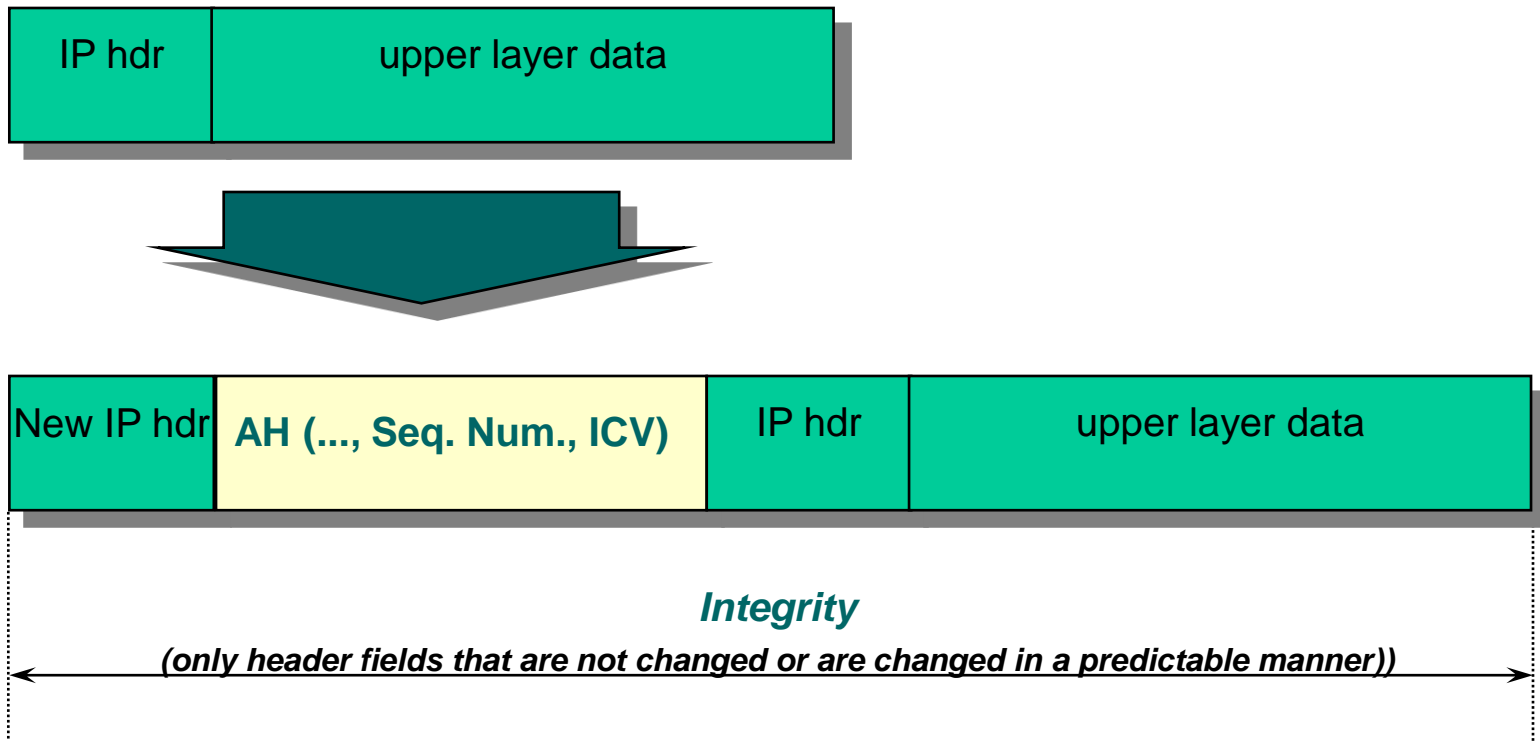 IP hdr
upper layer data
New IP hdr
AH (..., Seq. Num., ICV)
IP hdr
upper layer data
Integrity
(only header fields that are not changed or are changed in a predictable manner))